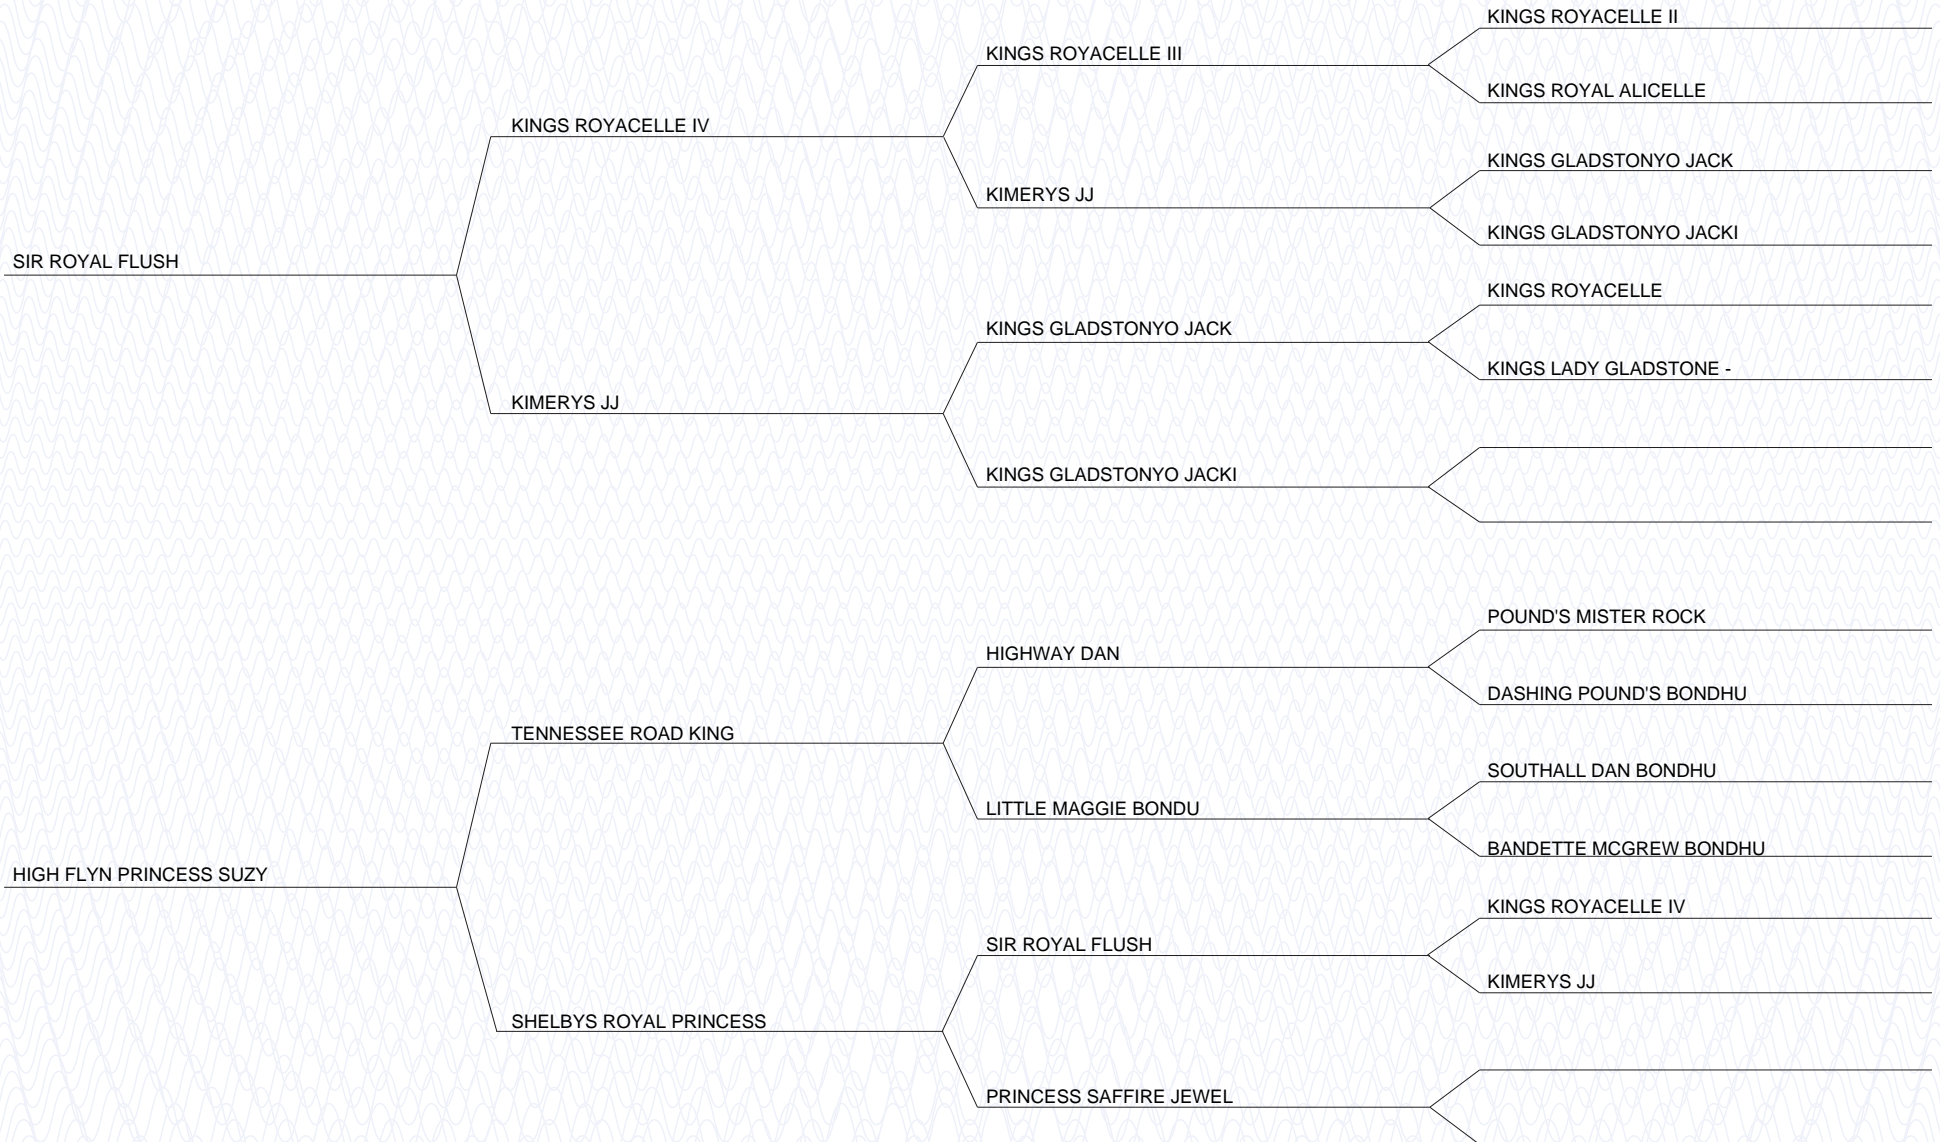 KINGS ROYACELLE II
KINGS ROYACELLE III
KINGS ROYAL ALICELLE
KINGS ROYACELLE IV
KINGS GLADSTONYO JACK
KIMERYS JJ
KINGS GLADSTONYO JACKI
SIR ROYAL FLUSH
KINGS ROYACELLE
KINGS GLADSTONYO JACK
KINGS LADY GLADSTONE -
KIMERYS JJ
KINGS GLADSTONYO JACKI
POUND'S MISTER ROCK
HIGHWAY DAN
DASHING POUND'S BONDHU
TENNESSEE ROAD KING
SOUTHALL DAN BONDHU
LITTLE MAGGIE BONDU
BANDETTE MCGREW BONDHU
HIGH FLYN PRINCESS SUZY
KINGS ROYACELLE IV
SIR ROYAL FLUSH
KIMERYS JJ
SHELBYS ROYAL PRINCESS
PRINCESS SAFFIRE JEWEL